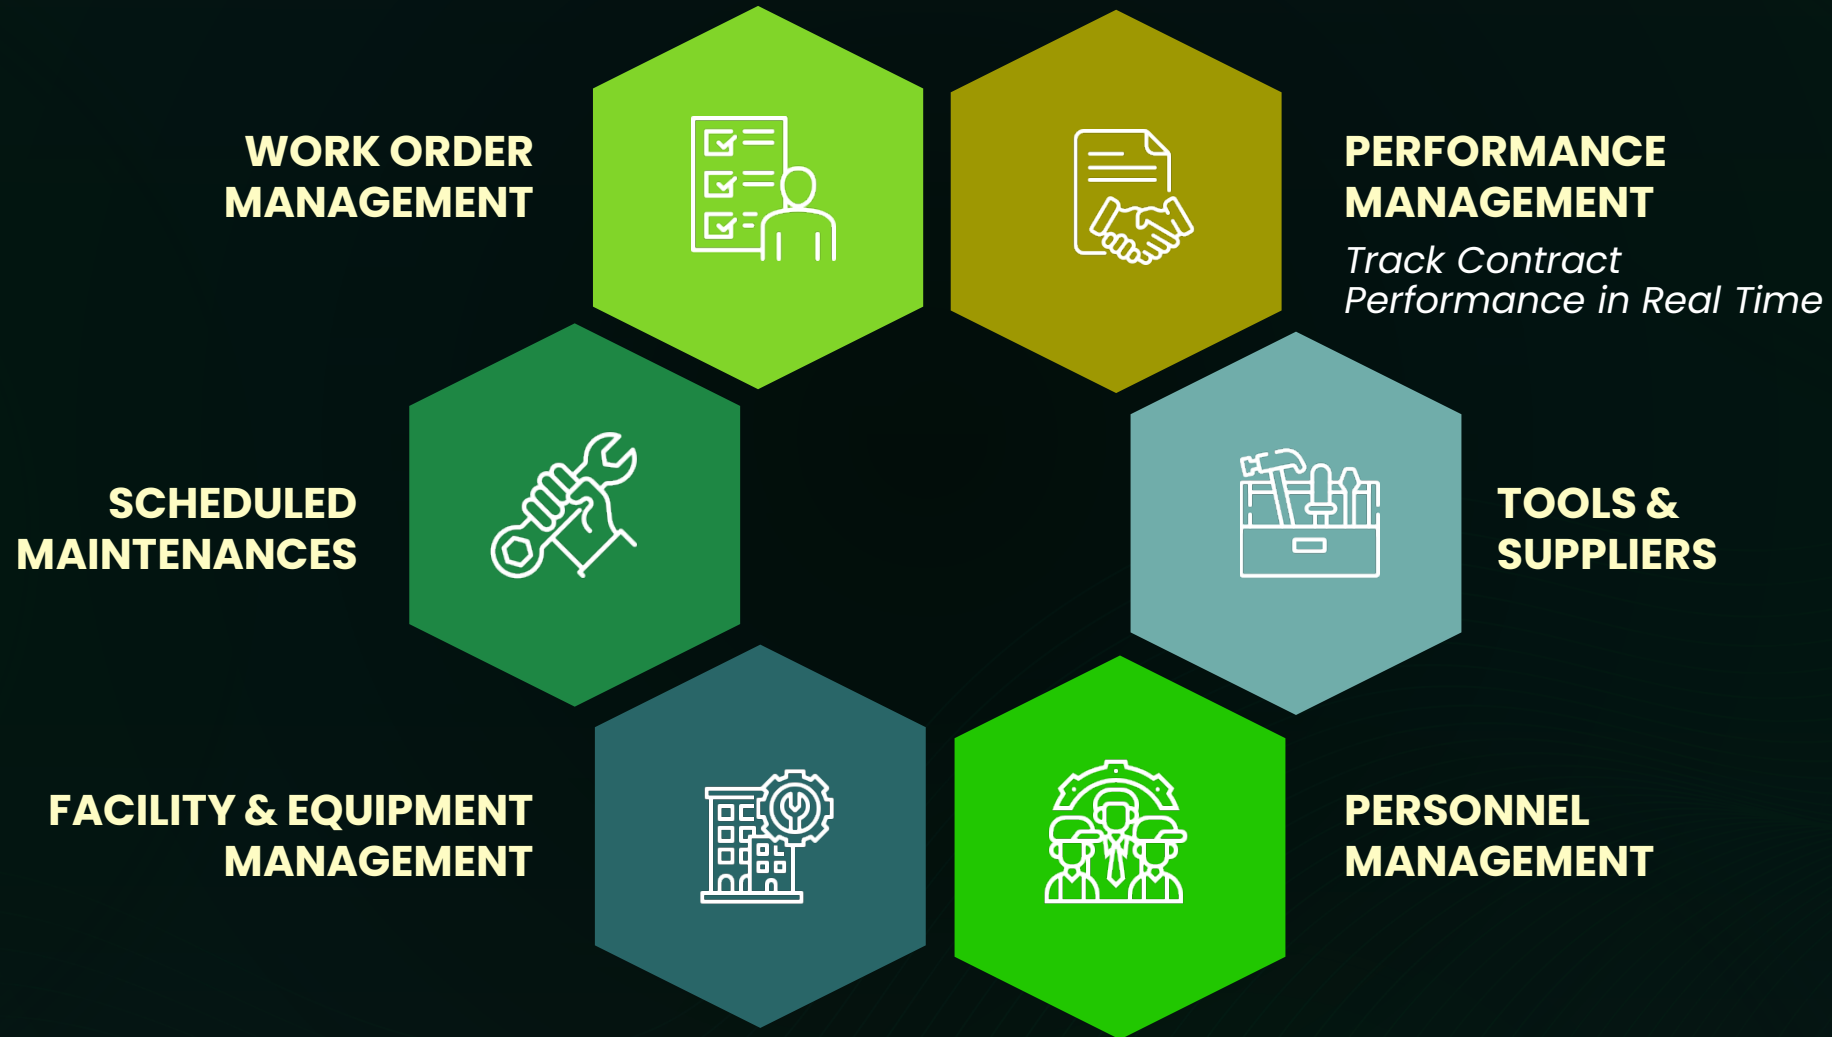 WORK ORDER
MANAGEMENT
PERFORMANCE
MANAGEMENT
Track Contract
Performance in Real Time
SCHEDULED
MAINTENANCES
TOOLS &
SUPPLIERS
FACILITY & EQUIPMENT
MANAGEMENT
PERSONNEL
MANAGEMENT